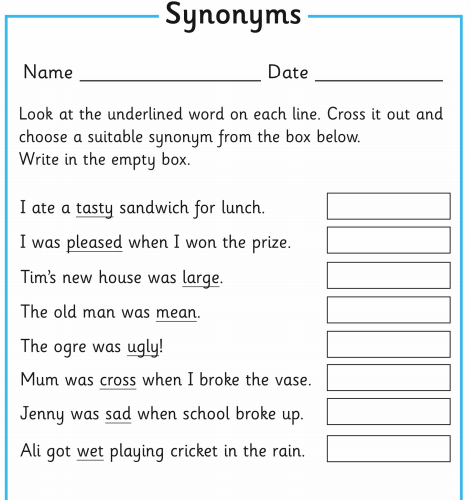 Synonyms
Name ____________________ Date ______________
Look at the underlined word on each line. Cross it out and
choose a suitable synonym from the box below.
Write in the empty box.
I ate a tasty sandwich for lunch.
I was pleased when I won the prize.
Tim's new house was large.
The old man was mean.
The ogre was ugly!
Mum was cross when I broke the vase.
Jenny was sad when school broke up.
Ali got wet playing cricket in the rain.